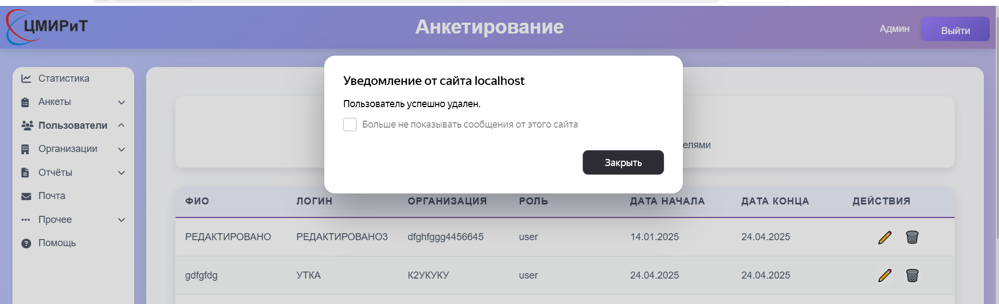 ЦМИРиТ
Анкетирование
Админ
Выйти
Статистика
Анкеты
Пользователи
Организации
Отчёты
Почта
Прочее
Помощь
Уведомление от сайта localhost
Пользователь успешно удален.
Больше не показывать сообщения от этого сайта
Закрыть
елями
ФИО ЛОГИН ОРГАНИЗАЦИЯ РОЛЬ ДАТА НАЧАЛА ДАТА КОНЦА ДЕЙСТВИЯ
РЕДАКТИРОВАНО РЕДАКТИРОВАНО3 dfghfggg4456645 user 14.01.2025 24.04.2025
gdfgfdg УТКА К2УКУКУ user 24.04.2025 24.04.2025